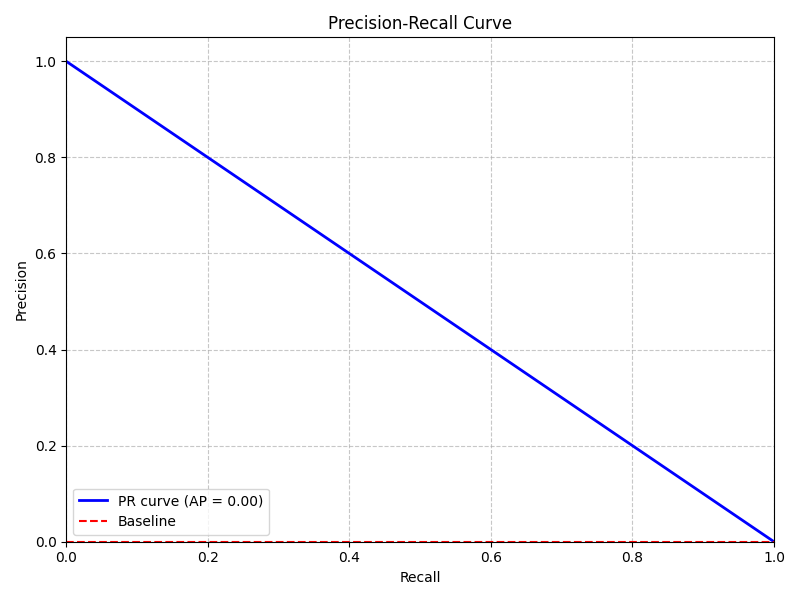 Precision-Recall Curve
1.0
0.8
0.6
0.4
0.2
0.0
Precision
PR curve (AP = 0.00)
Baseline
0.0 0.2 0.4 0.6 0.8 1.0
Recall